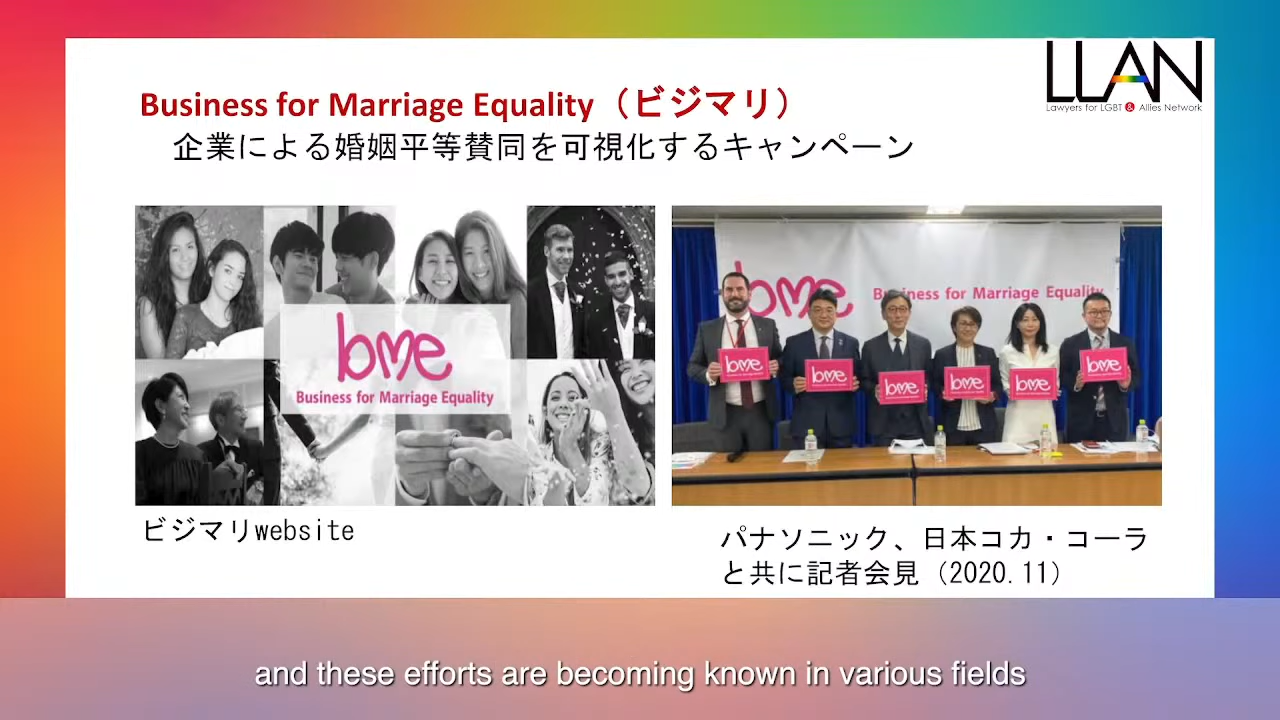 LLAN
Lawyers for LGBT & Allies Network
Business for Marriage Equality（ビジマリ）
企業による婚姻平等賛同を可視化するキャンペーン
bme
Business for Marriage Equality
bme
Business for Marriage Equality
bme
bme
bme
bme
bme
bme
ビジマリwebsite
パナソニック、日本コカ・コーラ
と共に記者会見（2020.11）
and these efforts are becoming known in various fields